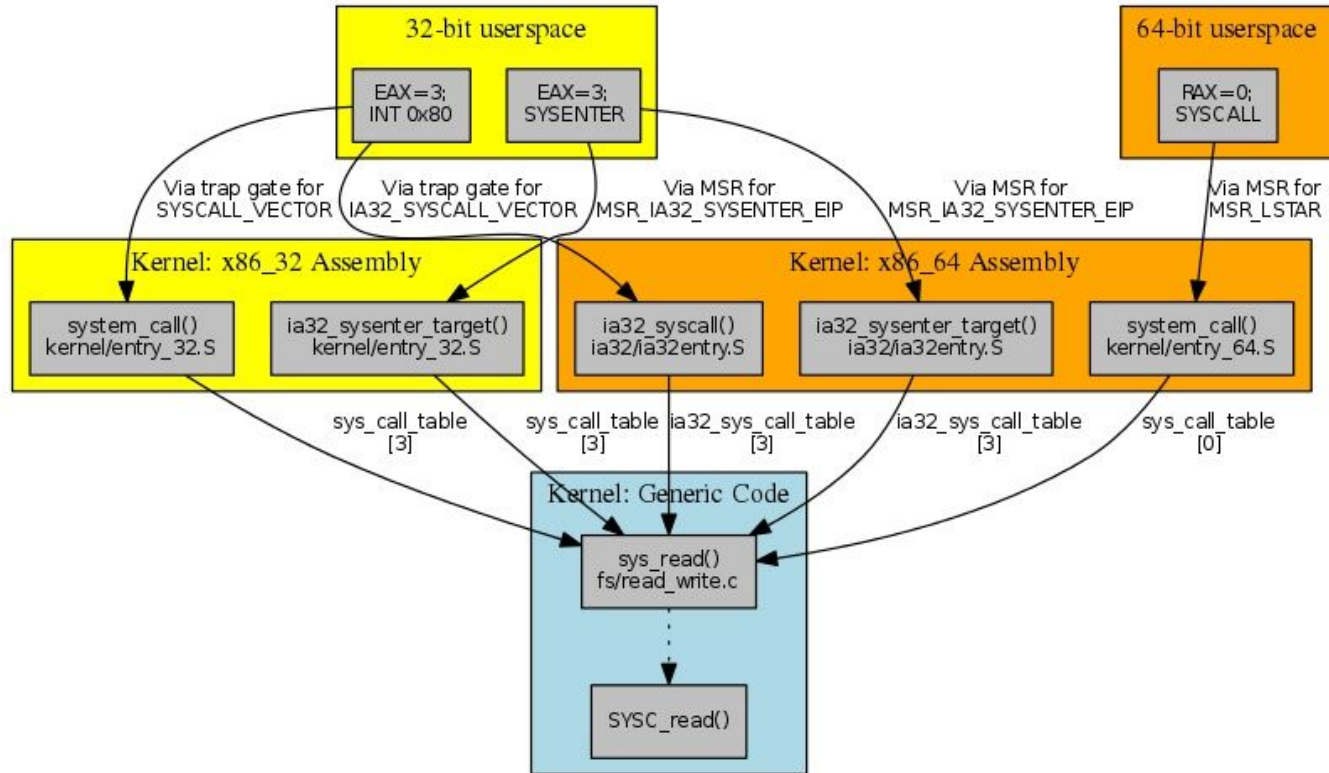 32-bit userspace
64-bit userspace
EAX=3;
INT 0x80
EAX=3;
SYSENTER
RAX=0;
SYSCALL
Via trap gate for
SYSCALL_VECTOR
Via trap gate for
IA32_SYSCALL_VECTOR
Via MSR for
MSR_IA32_SYSENTER_EIP
Via MSR for
MSR_IA32_SYSENTER_EIP
Via MSR for
MSR_LSTAR
Kernel: x86_32 Assembly
Kernel: x86_64 Assembly
system_call()
kernel/entry_32.S
ia32_sysenter_target()
kernel/entry_32.S
ia32_syscall()
ia32/ia32entry.S
ia32_sysenter_target()
ia32/ia32entry.S
system_call()
kernel/entry_64.S
sys_call_table
[3]
sys_call_table
[3]
ia32_sys_call_table
[3]
ia32_sys_call_table
[3]
sys_call_table
[0]
Kernel: Generic Code
sys_read()
fs/read_write.c
SYSC_read()